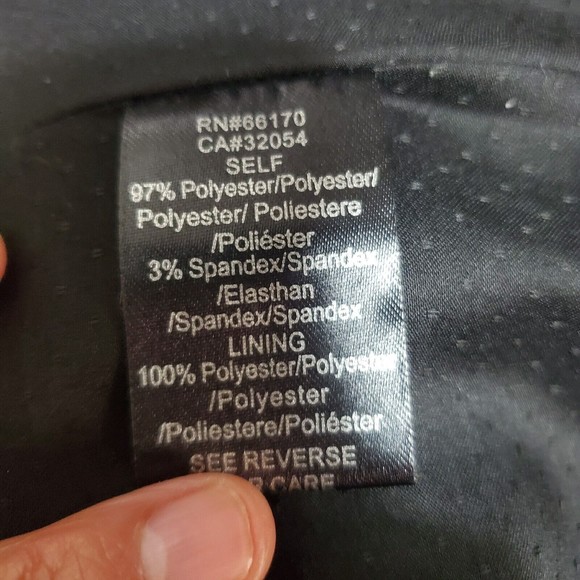 RN#66170
CA#32054
SELF
97% Polyester/Polyester/
Polyester/ Poliestere
/Poliéster
3% Spandex/Spandex
/Elasthan
/Spandex/Spandex
LINING
100% Polyester/Polyester
/Polyester
/Poliestere/Poliéster
SEE REVERSE
CARE